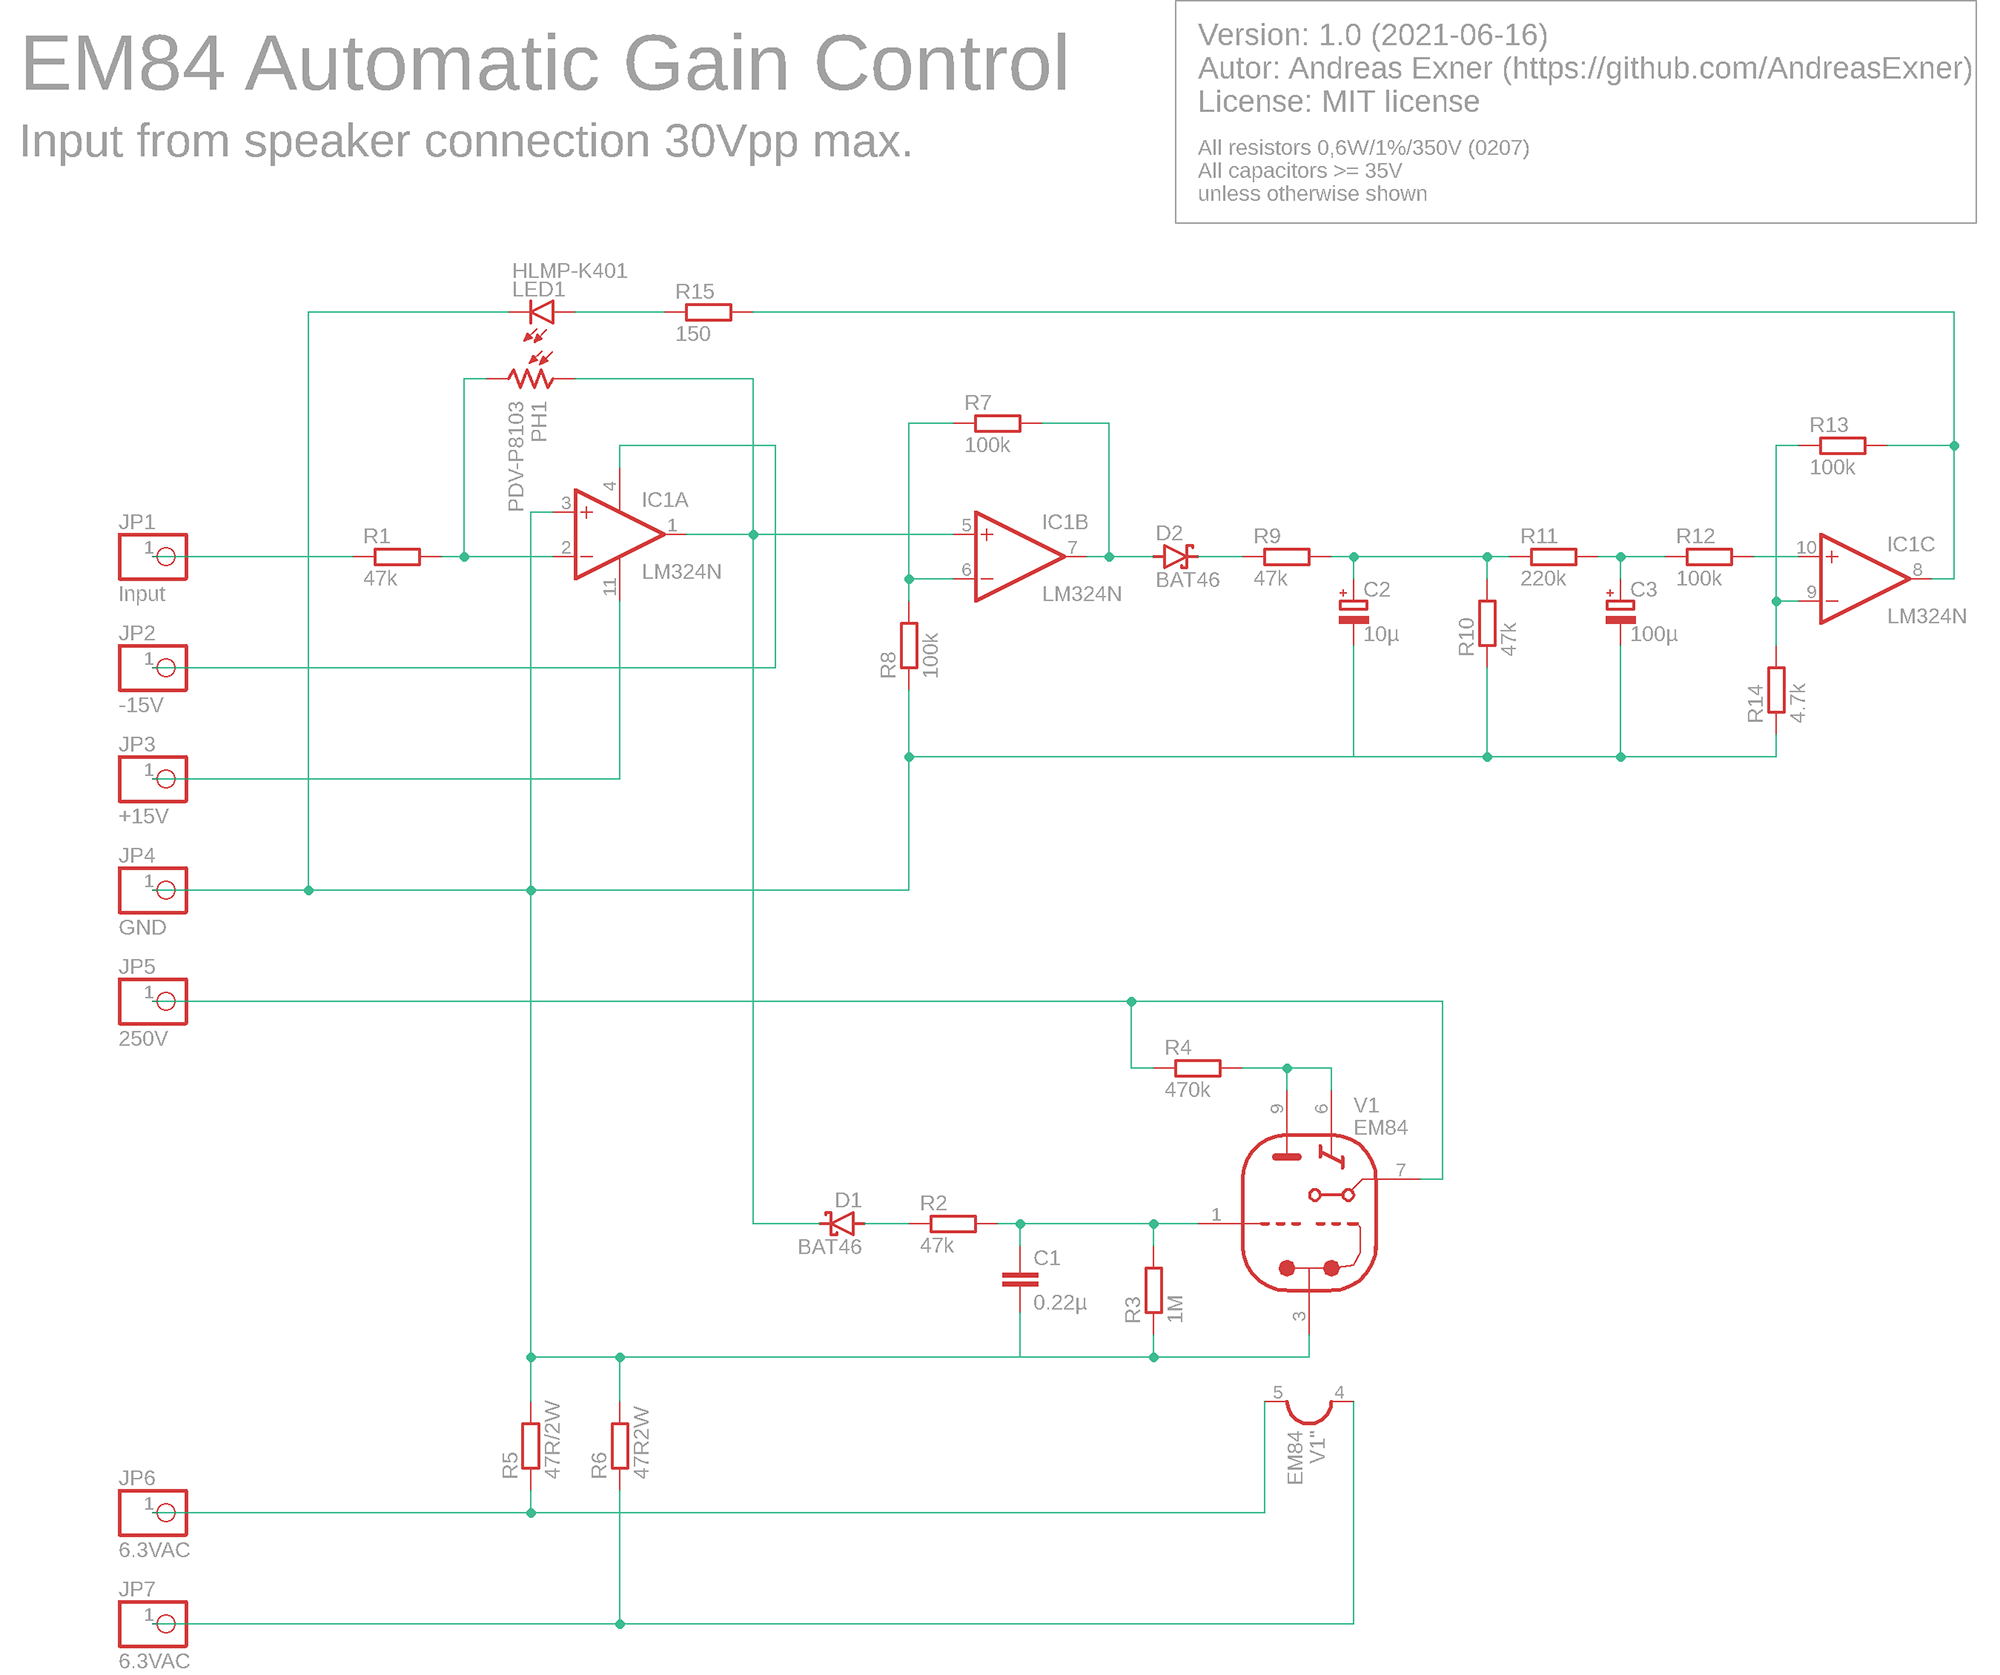 EM84 Automatic Gain Control
Input from speaker connection 30Vpp max.
Version: 1.0 (2021-06-16)
Autor: Andreas Exner (https://github.com/AndreasExner)
License: MIT license
All resistors 0,6W/1%/350V (0207)
All capacitors >= 35V
unless otherwise shown
HLMP-K401
LED1
R15
150
PDV-P8103
PH1
R7
100k
R13
100k
JP1
1
Input
R1
47k
3
2
4
11
1
IC1A
LM324N
5
6
7
IC1B
LM324N
D2
BAT46
R9
47k
C2
10µ
R10
47k
R11
220k
C3
100µ
R12
100k
10
9
8
IC1C
LM324N
R8
100k
R14
4.7k
JP2
1
-15V
JP3
1
+15V
JP4
1
GND
JP5
1
250V
R4
470k
9
6
V1
EM84
7
1
3
D1
BAT46
R2
47k
C1
0.22µ
R3
1M
R5
47R/2W
R6
47R2W
5
4
EM84
V1"
JP6
1
6.3VAC
JP7
1
6.3VAC